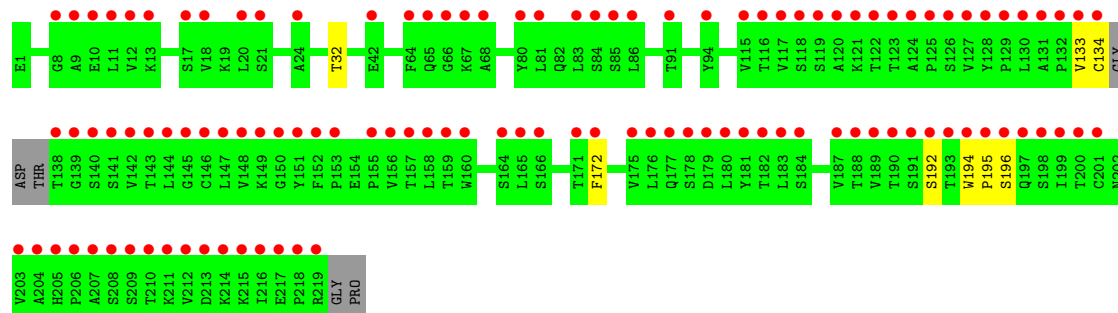 E1 G8 A9 E10 L11 V12 K13 S17 V18 K19 L20 S21 A24 T32 E42 F64 Q65 G66 K67 A68 Y80 L81 Q82 L83 S84 S85 L86 T91 Y94 V115 T116 V117 S118 S119 A120 K121 T122 T123 A124 P125 S126 V127 Y128 P129 L130 A131 P132 V133 C134
ASP THR T138 G139 S140 S141 V142 T143 L144 G145 C146 L147 V148 K149 G150 Y151 F152 P153 E154 P155 V156 T157 L158 T159 W160 S164 L165 S166 T171 F172 V175 L176 Q177 S178 D179 L180 Y181 T182 L183 S184 V187 T188 V189 T190 S191 S192 T193 W194 P195 S196 Q197 S198 I199 T200 C201
V203 A204 H205 P206 A207 S208 S209 T210 K211 V212 D213 K214 K215 I216 E217 P218 R219 GLY PRO